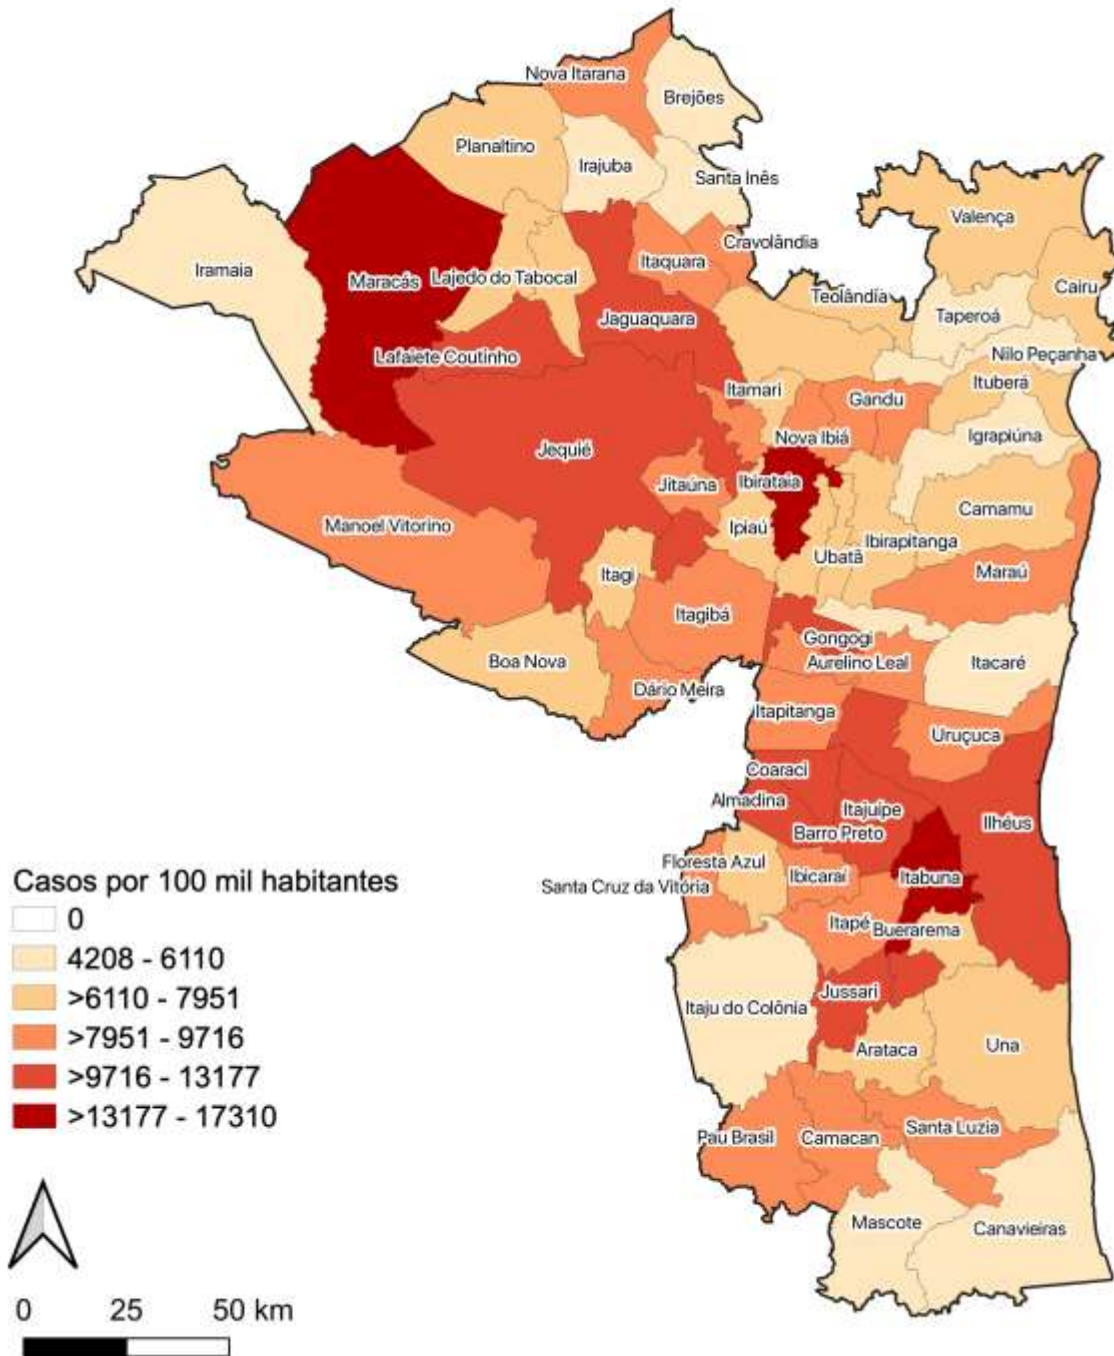 Nova Itarana
Brejões
Planaltino
Irajuba
Santa Inês
Valença
Cravolândia
Itaquara
Iramaia
Maracás
Lajedo do Tabocal
Cairu
Teolândia
Taperoá
Jaguaquara
Lafaiete Coutinho
Nilo Peçanha
Ituberá
Itamari
Gandu
Nova Ibiá
Igrapiúna
Jequié
Jitaúna
Ibirataia
Camamu
Manoel Vitorino
Ipiaú
Ibirapitanga
Ubatã
Itagi
Maraú
Itagibá
Gongogi
Boa Nova
Aurelino Leal
Itacaré
Dário Meira
Itapitanga
Uruçuca
Coaraci
Almadina
Itajuípe
Ilhéus
Barro Preto
Floresta Azul
Ibicaraí
Itabuna
Santa Cruz da Vitória
Itapé
Buerarema
Itaju do Colônia
Jussari
Arataca
Una
Pau Brasil
Camacan
Santa Luzia
Mascote
Canavieiras
Casos por 100 mil habitantes
0
4208 - 6110
>6110 - 7951
>7951 - 9716
>9716 - 13177
>13177 - 17310
0 25 50 km